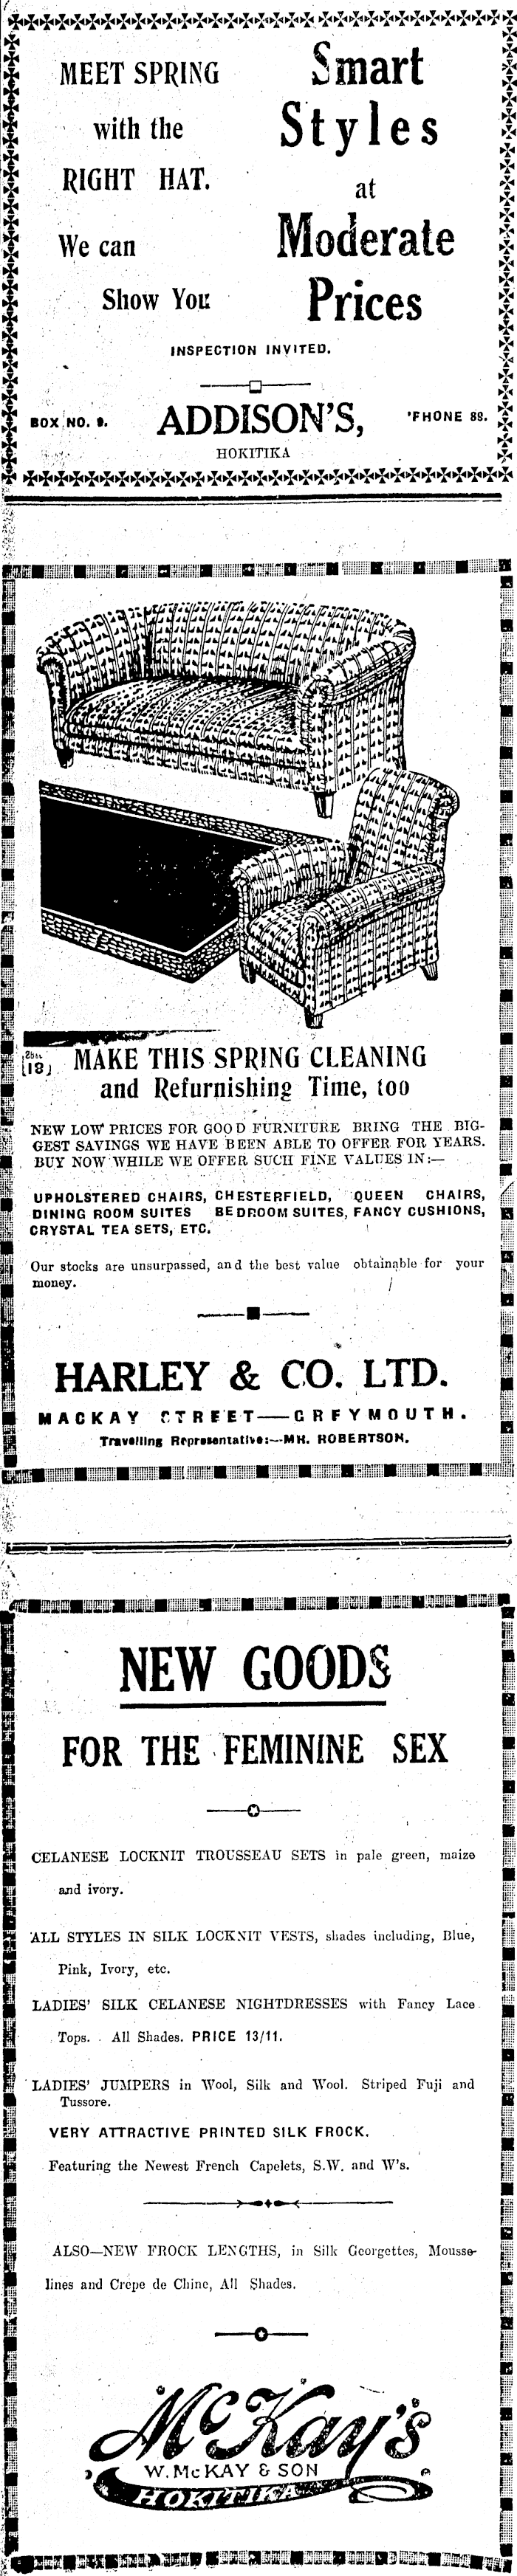 MEET SPRING
with the
RIGHT HAT.
We can
Show You
Smart
Styles
at
Moderate
Prices
INSPECTION INVITED.
BOX NO. 9.
ADDISON'S,
'FHONE 88.
HOKITIKA
MAKE THIS SPRING CLEANING
and Refurnishing Time, too
NEW LOW PRICES FOR GOOD FURNITURE BRING THE BIG-
GEST SAVINGS WE HAVE BEEN ABLE TO OFFER FOR YEARS.
BUY NOW WHILE WE OFFER SUCH FINE VALUES IN:—
UPHOLSTERED CHAIRS, CHESTERFIELD, QUEEN CHAIRS,
DINING ROOM SUITES BEDROOM SUITES, FANCY CUSHIONS,
CRYSTAL TEA SETS, ETC.
Our stocks are unsurpassed, and the best value obtainable for your
money.
HARLEY & CO. LTD.
MACKAY STREET—GREYMOUTH.
Travelling Representative:—MR. ROBERTSON.
NEW GOODS
FOR THE FEMININE SEX
CELANESE LOCKNIT TROUSSEAU SETS in pale green, maize
and ivory.
ALL STYLES IN SILK LOCKNIT VESTS, shades including, Blue,
Pink, Ivory, etc.
LADIES' SILK CELANESE NIGHTDRESSES with Fancy Lace
Tops. All Shades. PRICE 13/11.
LADIES' JUMPERS in Wool, Silk and Wool. Striped Fuji and
Tussore.
VERY ATTRACTIVE PRINTED SILK FROCK.
Featuring the Newest French Capelets, S.W. and W's.
ALSO—NEW FROCK LENGTHS, in Silk Georgettes, Mousse-
lines and Crepe de Chine, All Shades.
McKay's
W. McKAY & SON
HOKITIKA